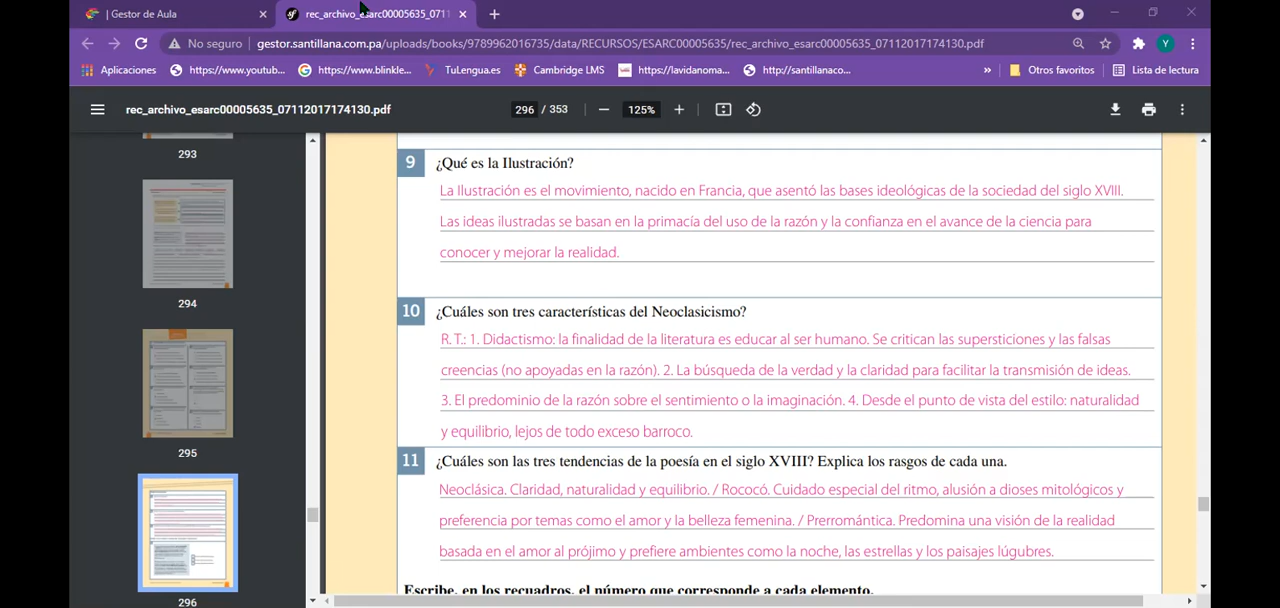 | Gestor de Aula
rec_archivo_esarc00005635_0711
No seguro
gestor.santillana.com.pa/uploads/books/9789962016735/data/RECURSOS/ESARC00005635/rec_archivo_esarc00005635_07112017174130.pdf
Y
Aplicaciones
https://www.youtub...
https://www.blinkle...
TuLengua.es
Cambridge LMS
https://lavidanoma...
http://santillanaco...
»
Otros favoritos
Lista de lectura
rec_archivo_esarc00005635_07112017174130.pdf
296 / 353
125%
293
294
295
296
9 ¿Qué es la Ilustración?
La Ilustración es el movimiento, nacido en Francia, que asentó las bases ideológicas de la sociedad del siglo XVIII.
Las ideas ilustradas se basan en la primacía del uso de la razón y la confianza en el avance de la ciencia para
conocer y mejorar la realidad.
10 ¿Cuáles son tres características del Neoclasicismo?
R. T.: 1. Didactismo: la finalidad de la literatura es educar al ser humano. Se critican las supersticiones y las falsas
creencias (no apoyadas en la razón). 2. La búsqueda de la verdad y la claridad para facilitar la transmisión de ideas.
3. El predominio de la razón sobre el sentimiento o la imaginación. 4. Desde el punto de vista del estilo: naturalidad
y equilibrio, lejos de todo exceso barroco.
11 ¿Cuáles son las tres tendencias de la poesía en el siglo XVIII? Explica los rasgos de cada una.
Neoclásica. Claridad, naturalidad y equilibrio. / Rococó. Cuidado especial del ritmo, alusión a dioses mitológicos y
preferencia por temas como el amor y la belleza femenina. / Prerromántica. Predomina una visión de la realidad
basada en el amor al prójimo y prefiere ambientes como la noche, las estrellas y los paisajes lúgubres.
Escribe, en los recuadros, el número que corresponde a cada elemento.